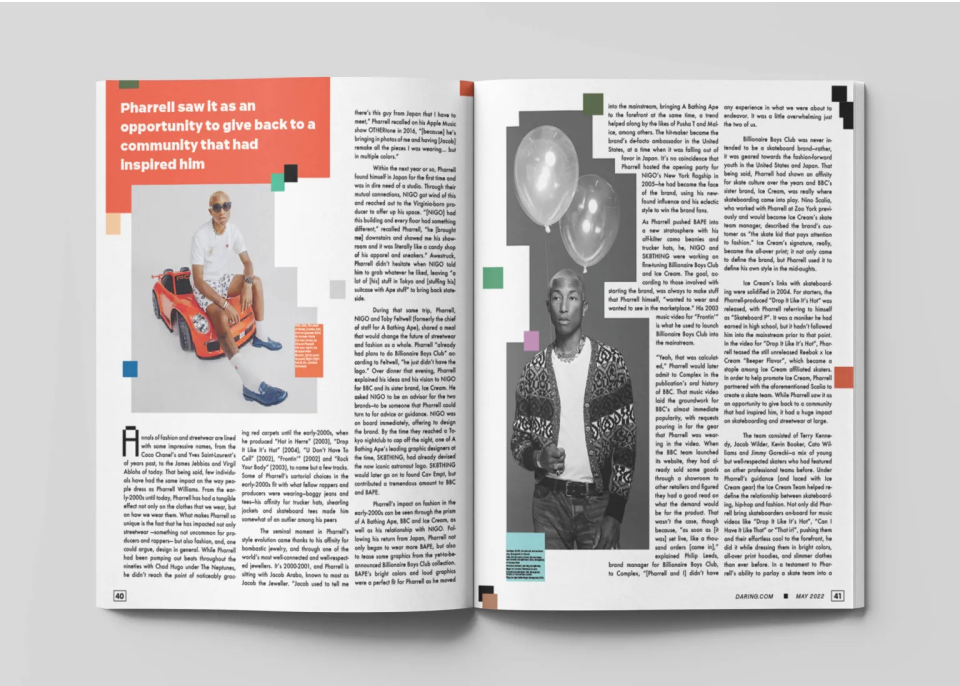 Pharrell saw it as an
opportunity to give back to a
community that had
inspired him
Annals of fashion and streetwear are lined
with some impressive names, from the
Coco Chanel's and Yves Saint-Laurent's
of years past, to the James Jebbias and Virgil
Ablohs of today. That being said, few individu-
als have had the same impact on the way peo-
ple dress as Pharrell Williams. From the ear-
ly-2000s until today, Pharrell has had a tangible
effect not only on the clothes that we wear, but
on how we wear them. What makes Pharrell so
unique is the fact that he has impacted not only
streetwear —something not uncommon for pro-
ducers and rappers— but also fashion, and, one
could argue, design in general. While Pharrell
had been pumping out beats throughout the
nineties with Chad Hugo under The Neptunes,
he didn't reach the point of noticeably grac-
ing red carpets until the early-2000s, when
he produced "Hot in Herre" [2003], "Drop
It Like It's Hot" [2004], "U Don't Have To
Call" [2002], "Frontin'" [2002] and "Rock
Your Body" [2003], to name but a few tracks.
Some of Pharrell's sartorial choices in the
early-2000s fit with what fellow rappers and
producers were wearing—baggy jeans and
tees—his affinity for trucker hats, shearling
jackets and skateboard tees made him
somewhat of an outlier among his peers
The seminal moment in Pharrell's
style evolution came thanks to his affinity for
bombastic jewelry, and through one of the
world's most well-connected and wellrespect-
ed jewellers. It's 2000-2001, and Pharrell is
sitting with Jacob Arabo, known to most as
Jacob the Jeweller. "Jacob used to tell me
there's this guy from Japan that I have to
meet," Pharrell recalled on his Apple Music
show OTHERtone in 2016, "[because] he's
bringing in photos of me and having [Jacob]
remake all the pieces I was wearing... but
in multiple colors."
Within the next year or so, Pharrell
found himself in Japan for the first time and
was in dire need of a studio. Through their
mutual connections, NIGO got wind of this
and reached out to the Virginia-born pro-
ducer to offer up his space. "[NIGO] had
this building and every floor had something
different," recalled Pharrell, "he [brought
me] downstairs and showed me his show-
room and it was literally like a candy shop
of his apparel and sneakers." Awestruck,
Pharrell didn't hesitate when NIGO told
him to grab whatever he liked, leaving "a
lot of [his] stuff in Tokyo and [stuffing his]
suitcase with Ape stuff" to bring back state-
side.
During that same trip, Pharrell,
NIGO and Toby Feltwell (formerly the chief
of staff for A Bathing Ape), shared a meal
that would change the future of streetwear
and fashion as a whole. Pharrell "already
had plans to do Billionaire Boys Club" ac-
cording to Feltwell, "he just didn't have the
logo." Over dinner that evening, Pharrell
explained his ideas and vision to NIGO
for BBC and its sister brand, Ice Cream. He
asked NIGO to be an advisor for the two
brands—to be someone that Pharrell could
turn to for advice or guidance. NIGO was
on board immediately, offering to design
the brand. By the time they reached a To-
kyo nightclub to cap off the night, one of A
Bathing Ape's leading graphic designers at
the time, SK8THING, had already devised
the now iconic astronaut logo. SK8THING
would later go on to found Cav Empt, but
contributed a tremendous amount to BBC
and BAPE.
Pharrell's impact on fashion in the
early-2000s can be seen through the prism
of A Bathing Ape, BBC and Ice Cream, as
well as his relationship with NIGO. Fol-
lowing his return from Japan, Pharrell not
only began to wear more BAPE, but also
tease some graphics from the yet-to-be-
announced Billionaire Boys Club collection.
BAPE's bright colors and loud graphics
were a perfect fit for Pharrell as he moved
40
into the mainstream, bringing A Bathing Ape
to the forefront at the same time, a trend
helped along by the likes of Pusha T and Mal-
ice, among others. The hit-maker became the
brand's de-facto ambassador in the United
States, at a time when it was falling out of
favor in Japan. It's no coincidence that
Pharrell hosted the opening party for
NIGO's New York flagship in
2005—he had become the face
of the brand, using his new-
found influence and his eclectic
style to win the brand fans.
As Pharrell pushed BAPE into
a new stratosphere with his
off-kilter camo beanies and
trucker hats, he, NIGO and
SK8THING were working on
fine-tuning Billionaire Boys Club
and Ice Cream. The goal, ac-
cording to those involved with
starting the brand, was always to make stuff
that Pharrell himself, "wanted to wear and
wanted to see in the marketplace." His 2003
music video for "Frontin'"
is what he used to launch
Billionaire Boys Club into
the mainstream.
"Yeah, that was calculat-
ed," Pharrell would later
admit to Complex in the
publication's oral history
of BBC. That music video
laid the groundwork for
BBC's almost immediate
popularity, with requests
pouring in for the gear
that Pharrell was wear-
ing in the video. When
the BBC team launched
its website, they had al-
ready sold some goods
through a showroom to
other retailers and figured
they had a good read on
what the demand would
be for the product. That
wasn't the case, though
because, "as soon as [it
was] set live, like a thou-
sand orders [came in],"
explained Philip Leeds,
brand manager for Billionaire Boys Club,
to Complex, "[Pharrell and I] didn't have
any experience in what we were about to
endeavor. It was a little overwhelming just
the two of us.
Billionaire Boys Club was never in-
tended to be a skateboard brand—rather,
it was geared towards the fashion-forward
youth in the United States and Japan. That
being said, Pharrell had shown an affinity
for skate culture over the years and BBC's
sister brand, Ice Cream, was really where
skateboarding came into play. Nino Scalia,
who worked with Pharrell at Zoo York previ-
ously and would become Ice Cream's skate
team manager, described the brand's cus-
tomer as "the skate kid that pays attention
to fashion." Ice Cream's signature, really,
became the all-over print; it not only came
to define the brand, but Pharrell used it to
define his own style in the mid-aughts.
Ice Cream's links with skateboard-
ing were solidified in 2004. For starters, the
Pharrell-produced "Drop It Like It's Hot" was
released, with Pharrell referring to himself
as "Skateboard P". It was a moniker he had
earned in high school, but it hadn't followed
him into the mainstream prior to that point.
In the video for "Drop It Like It's Hot", Phar-
rell teased the still unreleased Reebok x Ice
Cream "Beeper Flavor", which became a
staple among Ice Cream affiliated skaters.
In order to help promote Ice Cream, Pharrell
partnered with the aforementioned Scalia to
create a skate team. While Pharrell saw it as
an opportunity to give back to a community
that had inspired him, it had a huge impact
on skateboarding and streetwear at large.
The team consisted of Terry Kenne-
dy, Jacob Wilder, Kevin Booker, Cato Wil-
liams and Jimmy Gorecki—a mix of young
but well-respected skaters who had featured
on other professional teams before. Under
Pharrell's guidance (and laced with Ice
Cream gear) the Ice Cream Team helped re-
define the relationship between skateboard-
ing, hip-hop and fashion. Not only did Phar-
rell bring skateboarders on-board for music
videos like "Drop It Like It's Hot", "Can I
Have It Like That" or "That irl", pushing them
and their effortless cool to the forefront, he
did it while dressing them in bright colors,
all-over print hoodies, and slimmer clothes
than ever before. In a testament to Phar-
rell's ability to parlay a skate team into a
DARING.COM ■ MAY 2022 41